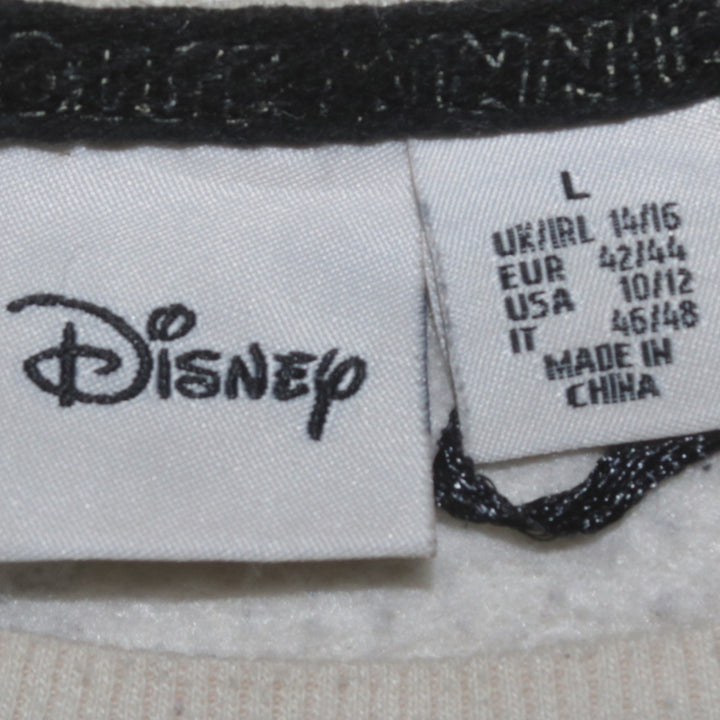 DISNEY
L
UK/IRL 14/16
EUR 42/44
USA 10/12
IT 46/48
MADE IN
CHINA